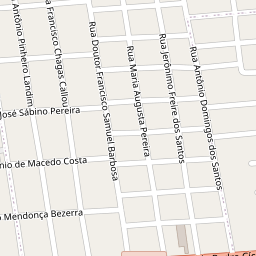 Antônio Pinheiro Landim
Francisco Chagas Callou
Rua Doutor Francisco Samuel Barbosa
Rua Maria Augusta Pereira
Rua Jerônimo Freire dos Santos
Rua Antônio Domingos dos Santos
José Sabino Pereira
nio de Macedo Costa
Mendonça Bezerra